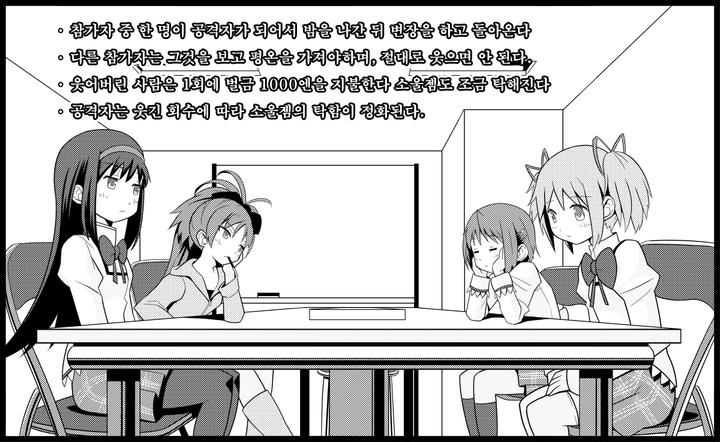 · 참가자 중 한 명이 공격자가 되어서 방을 나간 뒤 변장을 하고 돌아온다
· 다른 참가자는 그것을 보고 평온을 가져야하며, 절대로 웃으면 안 된다.
· 웃어버린 사람은 1회에 벌금 1000엔을 지불한다 소울젬도 조금 탁해진다
· 공격자는 웃긴 회수에 따라 소울젬의 탁함이 정화된다.